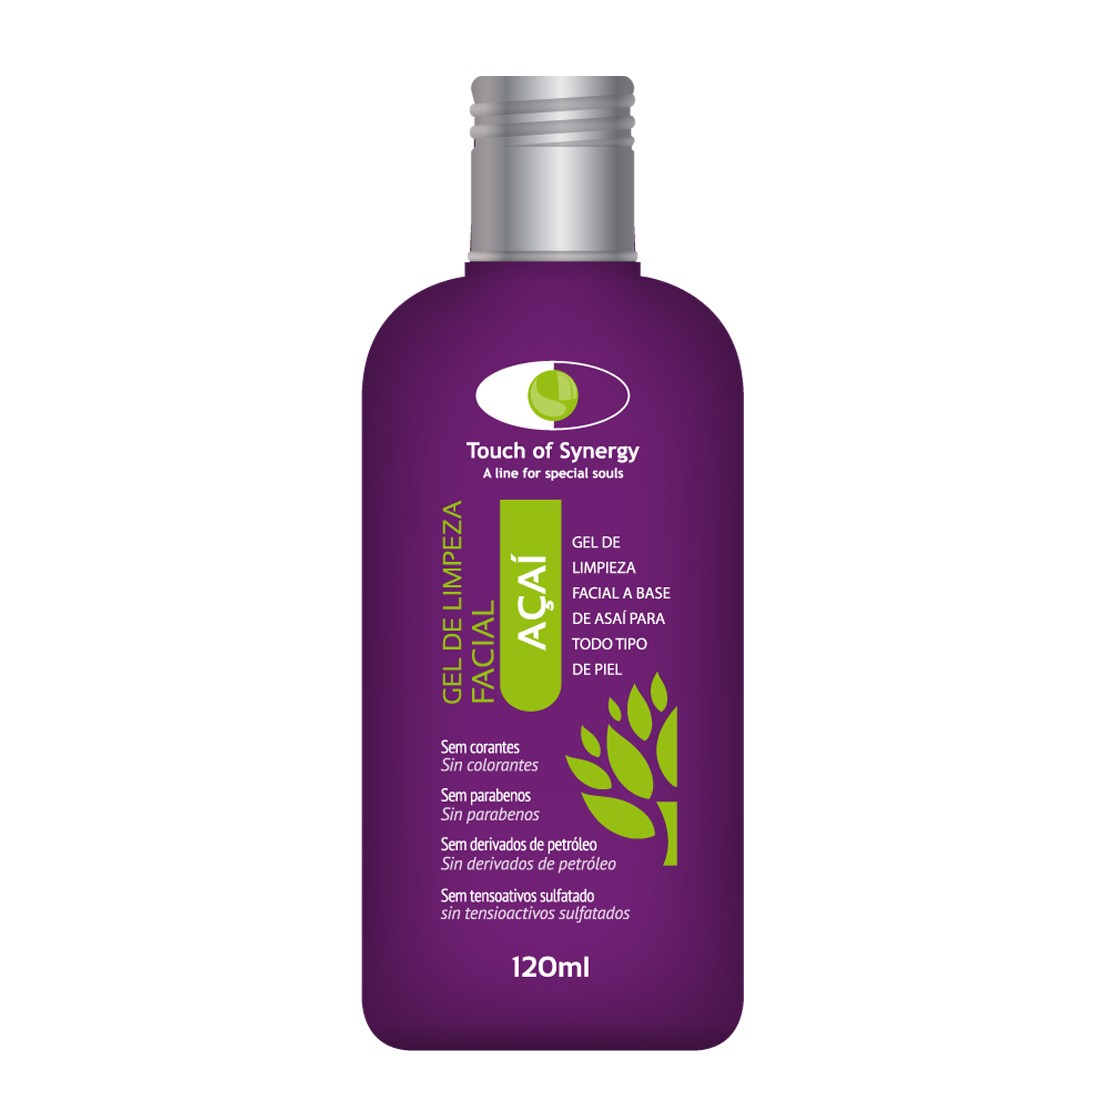 Touch of Synergy
A line for special souls
GEL DE LIMPEZA
FACIAL
AÇAÍ
GEL DE
LIMPIEZA
FACIAL A BASE
DE ASAÍ PARA
TODO TIPO
DE PIEL
Sem corantes
Sin colorantes
Sem parabenos
Sin parabenos
Sem derivados de petróleo
Sin derivados de petróleo
Sem tensoativos sulfatado
sin tensioactivos sulfatados
120ml